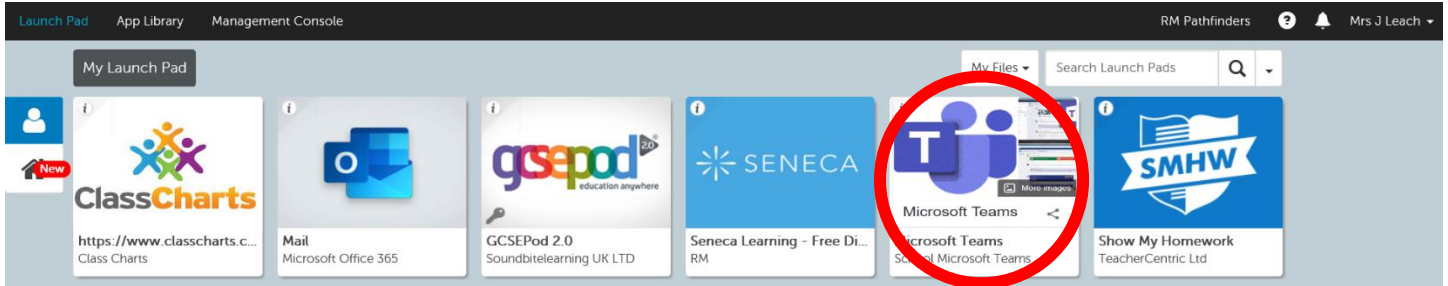 Launch Pad App Library Management Console RM Pathfinders ? Mrs J Leach
My Launch Pad My Files Search Launch Pads
New
i
ClassCharts
https://www.classcharts.c...
Class Charts
i
O
Mail
Microsoft Office 365
i
gcsepod 2.0
education anywhere
GCSEPod 2.0
Soundbitelearning UK LTD
i
SENECA
Seneca Learning - Free Di...
RM
T
More images
Microsoft Teams
Microsoft Teams
School Microsoft Teams
i
SMHW
Show My Homework
TeacherCentric Ltd